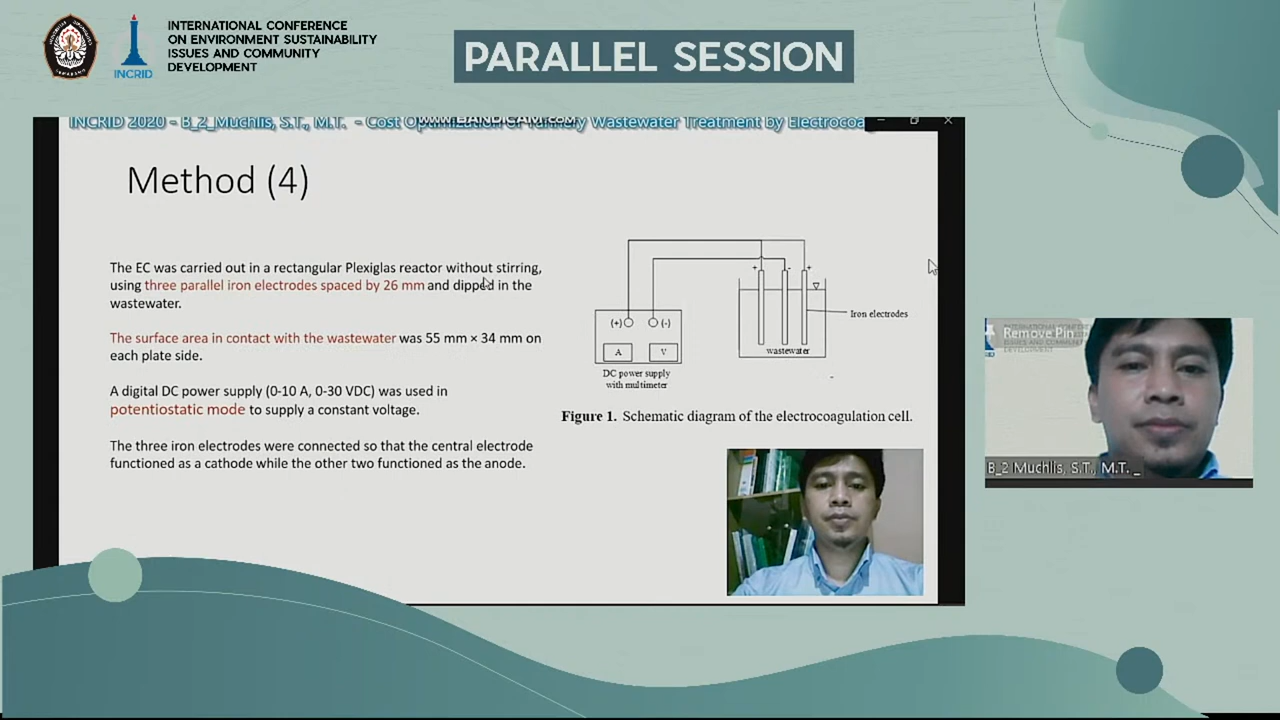 INTERNATIONAL CONFERENCE
ON ENVIRONMENT SUSTAINABILITY
ISSUES AND COMMUNITY
DEVELOPMENT
INCRID
PARALLEL SESSION
INCRID 2020 - B_2_Muchlis, S.T., M.T. - Cost Optimization of Tannery Wastewater Treatment by Electrocoa
Method (4)
The EC was carried out in a rectangular Plexiglas reactor without stirring,
using three parallel iron electrodes spaced by 26 mm and dipped in the
wastewater.
The surface area in contact with the wastewater was 55 mm × 34 mm on
each plate side.
A digital DC power supply (0-10 A, 0-30 VDC) was used in
potentiostatic mode to supply a constant voltage.
The three iron electrodes were connected so that the central electrode
functioned as a cathode while the other two functioned as the anode.
+ - +
(+) (-)
Iron electrodes
A V
wastewater
DC power supply
with multimeter
Figure 1. Schematic diagram of the electrocoagulation cell.
Remove Pin
B_2 Muchlis, S.T., M.T. _